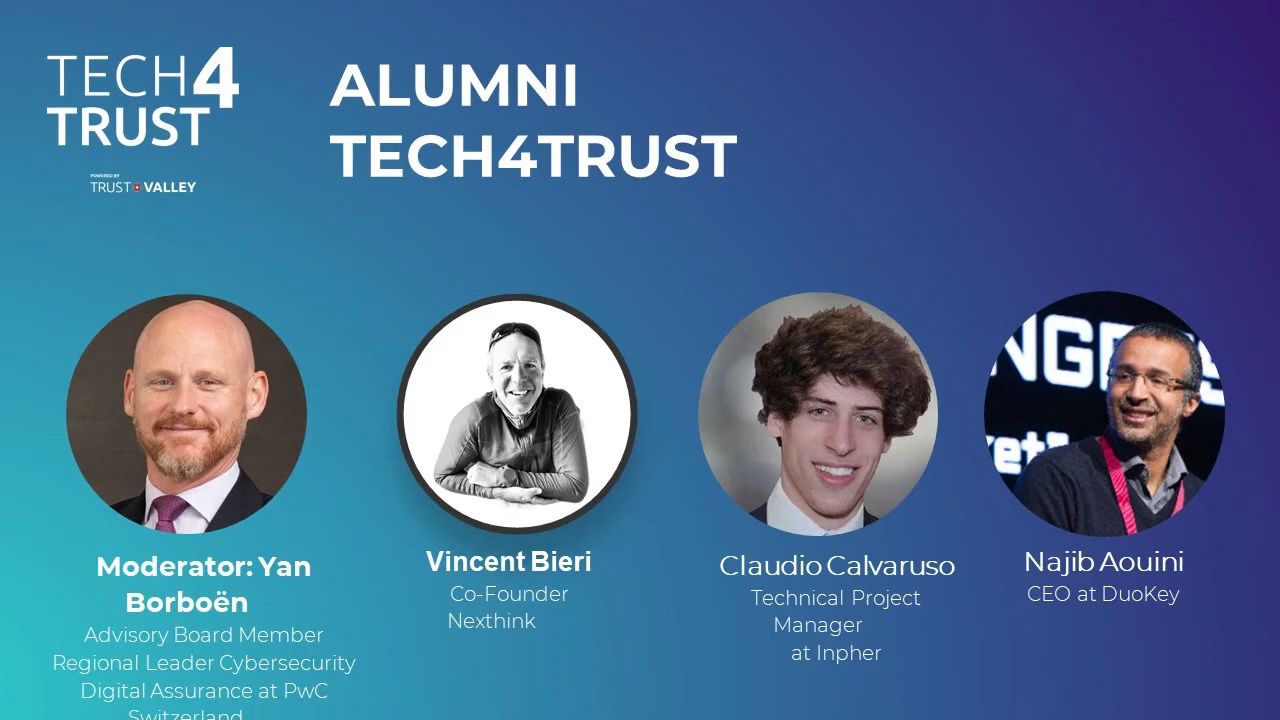 TECH4
TRUST
POWERED BY
TRUST VALLEY
ALUMNI
TECH4TRUST
Moderator: Yan
Borboën
Advisory Board Member
Regional Leader Cybersecurity
Digital Assurance at PwC
Switzerland
Vincent Bieri
Co-Founder
Nexthink
Claudio Calvaruso
Technical Project
Manager
at Inpher
Najib Aouini
CEO at DuoKey